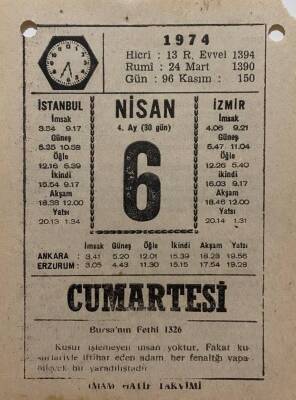 1974
Hicri : 13 R. Evvel 1394
Rumî : 24 Mart 1390
Gün : 96 Kasım : 150
İSTANBUL
İmsak
3.34 9.17
Güneş
5.35 10.58
Öğle
12.16 5.39
İkindi
15.54 9.17
Akşam
18.38 12.00
Yatsı
20.13 1.34
NİSAN
4. Ay (30 gün)
6
İZMİR
İmsak
4.06 9.21
Güneş
5.47 11.04
Öğle
12.26 5.40
İkindi
16.03 9.17
Akşam
18.46 12.00
Yatsı
20.14 1.31
İmsak Güneş Öğle İkindi Akşam Yatsı
ANKARA : 3.41 5.20 12.01 15.39 18.23 19.56
ERZURUM : 3.05 4.43 11.30 15.15 17.54 19.28
CUMARTESİ
Bursa'nın Fethi 1326
Kusur işlemeyen insan yoktur, Fakat ku-
surlariyle iftihar eden adam her fenalığı yapa-
bilecek bir yaradılıştadır
İMAM HATİP TAKVİMİ